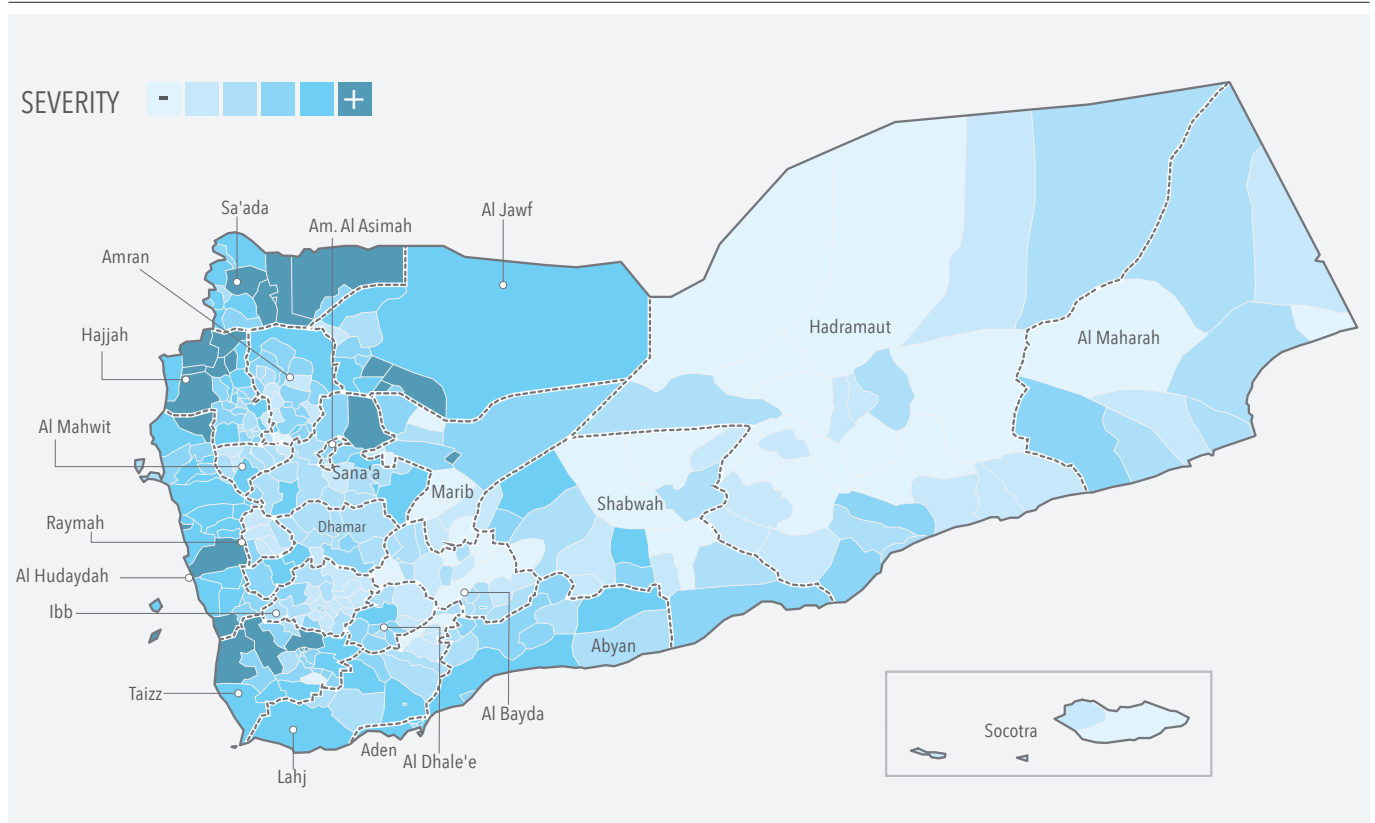 SEVERITY - +
Sa'ada
Am. Al Asimah
Al Jawf
Amran
Hajjah
Hadramaut
Al Maharah
Al Mahwit
Sana'a
Marib
Shabwah
Raymah
Dhamar
Al Hudaydah
Ibb
Abyan
Taizz
Al Bayda
Socotra
Aden
Al Dhale'e
Lahj